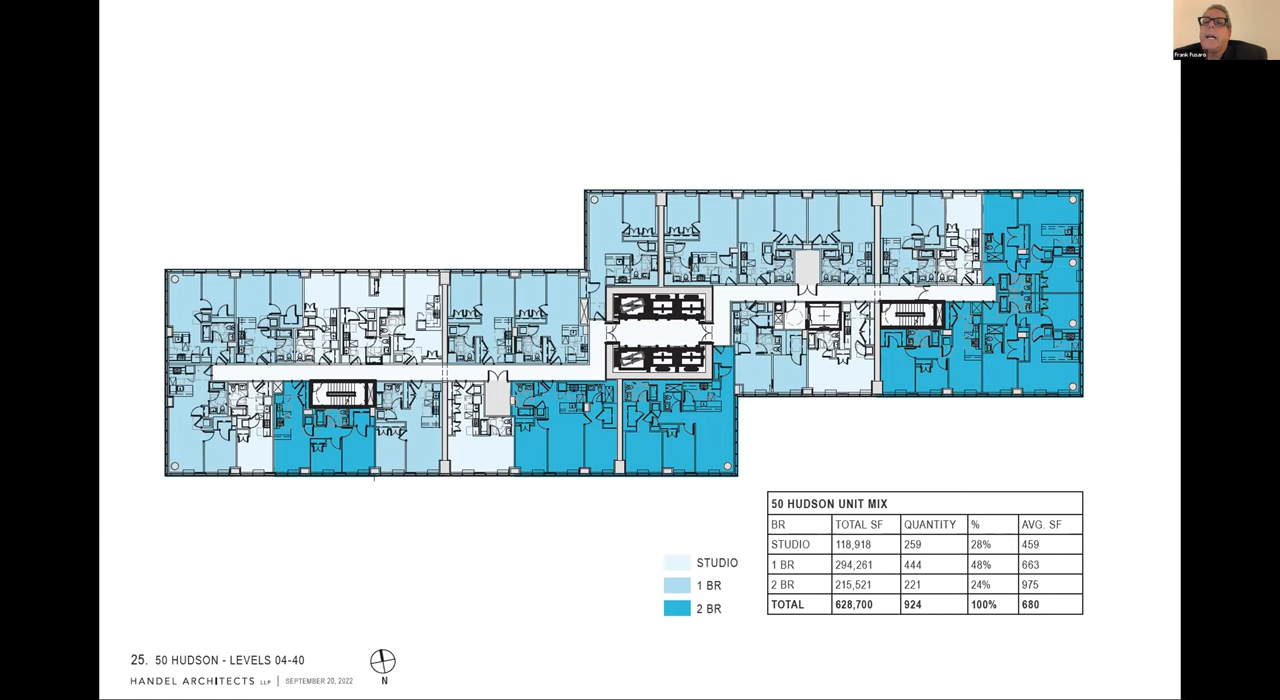 Frank Fusaro
50 HUDSON UNIT MIX
BR TOTAL SF QUANTITY % AVG. SF
STUDIO 118,918 259 28% 459
1 BR 294,261 444 48% 663
2 BR 215,521 221 24% 975
TOTAL 628,700 924 100% 680
STUDIO
1 BR
2 BR
25. 50 HUDSON - LEVELS 04-40
HANDEL ARCHITECTS LLP | SEPTEMBER 20, 2022
N